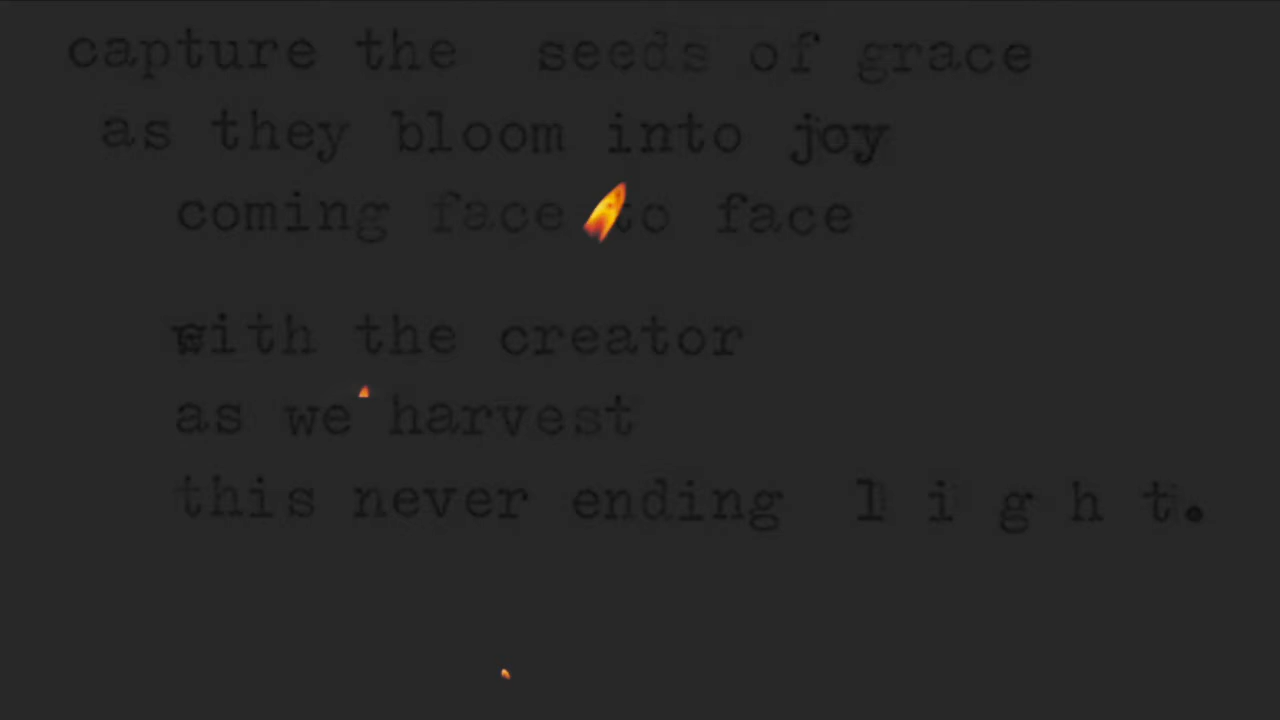 capture the seeds of grace
as they bloom into joy
coming face to face
with the creator
as we harvest
this never ending l i g h t.